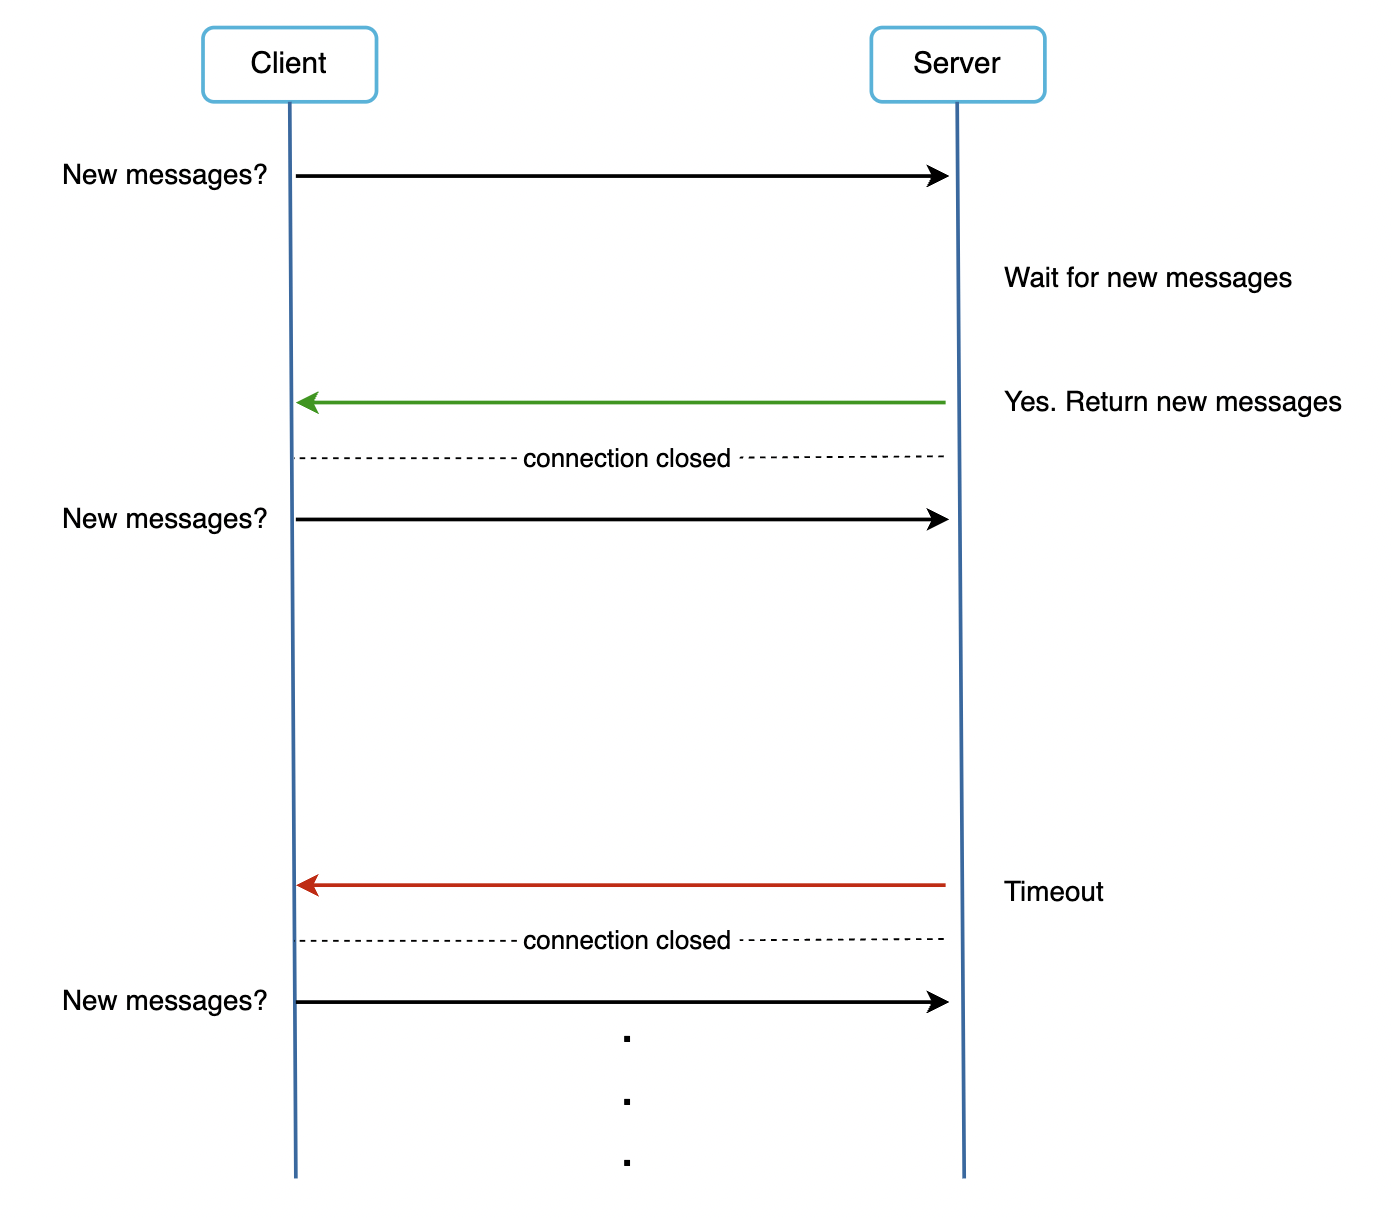 Client
Server
New messages?
Wait for new messages
Yes. Return new messages
connection closed
New messages?
Timeout
connection closed
New messages?